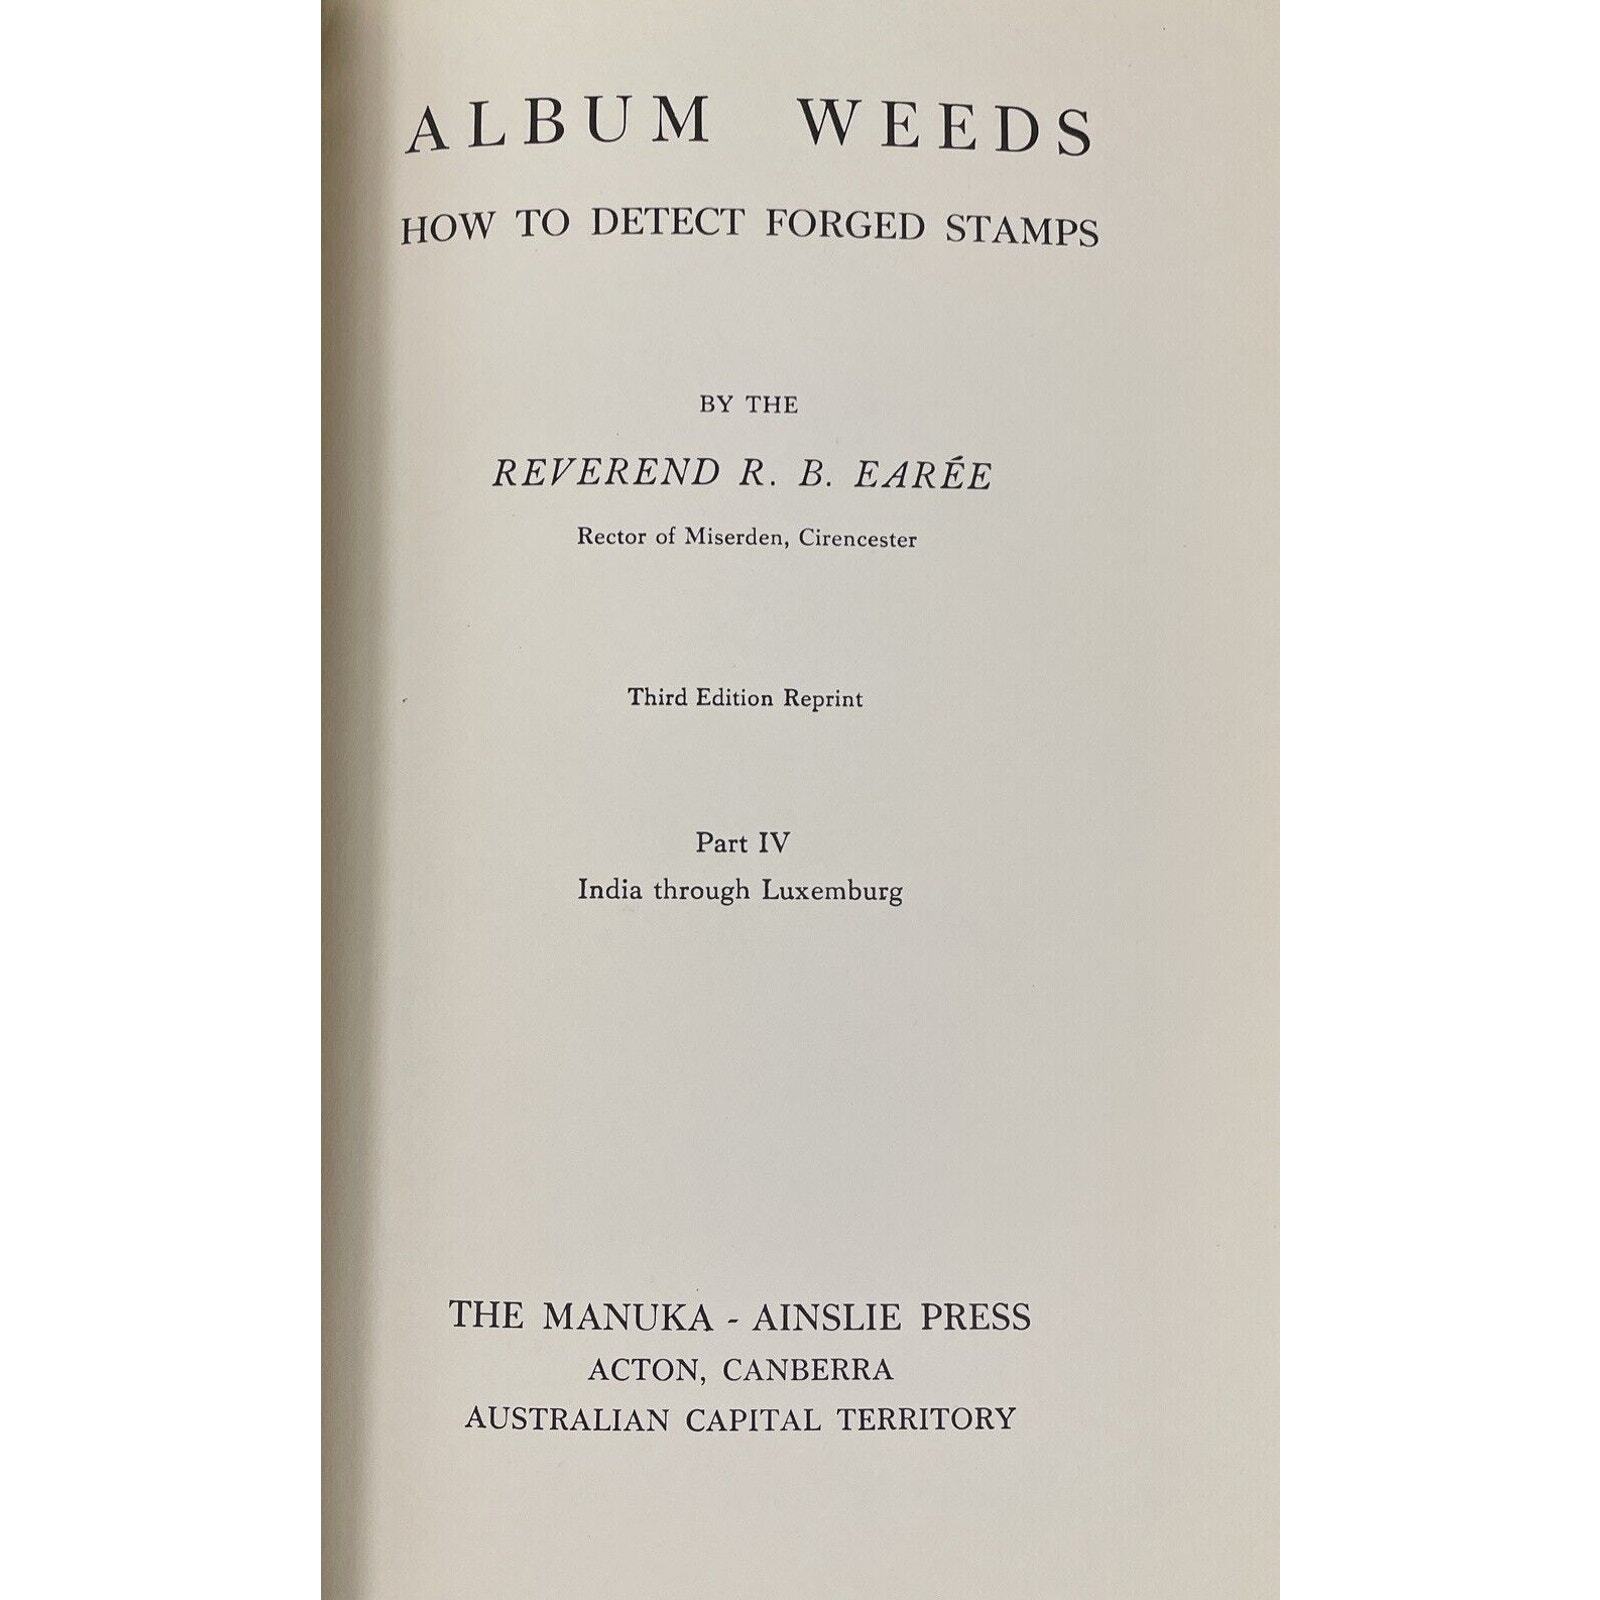 ALBUM WEEDS
HOW TO DETECT FORGED STAMPS
BY THE
REVEREND R. B. EARÉE
Rector of Miserden, Cirencester
Third Edition Reprint
Part IV
India through Luxemburg
THE MANUKA - AINSLIE PRESS
ACTON, CANBERRA
AUSTRALIAN CAPITAL TERRITORY